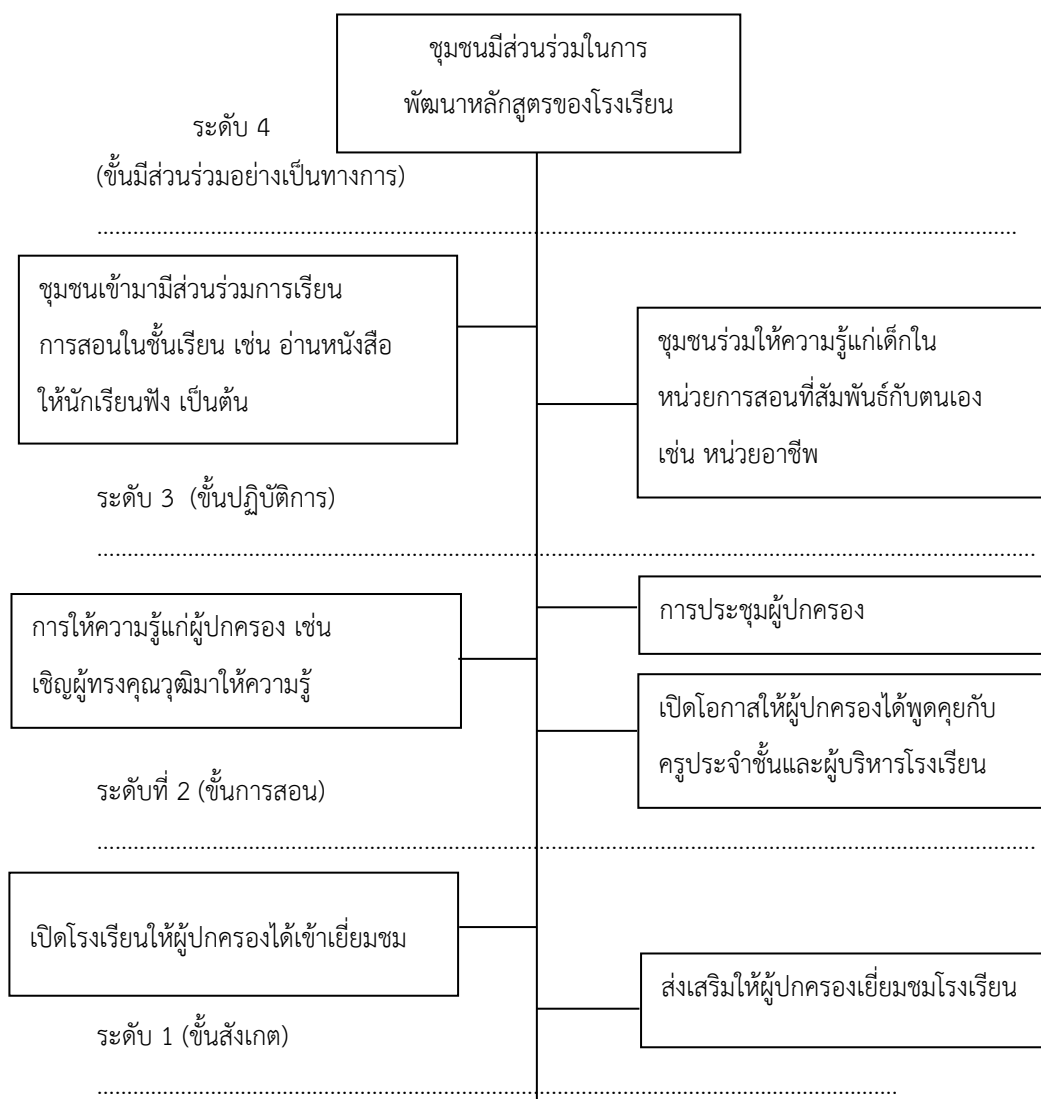 ชุมชนมีส่วนร่วมในการ
พัฒนาหลักสูตรของโรงเรียน
ระดับ 4
(ขั้นมีส่วนร่วมอย่างเป็นทางการ)
ชุมชนเข้ามามีส่วนร่วมการเรียน
การสอนในชั้นเรียน เช่น อ่านหนังสือ
ให้นักเรียนฟัง เป็นต้น
ชุมชนร่วมให้ความรู้แก่เด็กใน
หน่วยการสอนที่สัมพันธ์กับตนเอง
เช่น หน่วยอาชีพ
ระดับ 3 (ขั้นปฏิบัติการ)
การให้ความรู้แก่ผู้ปกครอง เช่น
เชิญผู้ทรงคุณวุฒิมาให้ความรู้
การประชุมผู้ปกครอง
เปิดโอกาสให้ผู้ปกครองได้พูดคุยกับ
ครูประจำชั้นและผู้บริหารโรงเรียน
ระดับที่ 2 (ขั้นการสอน)
เปิดโรงเรียนให้ผู้ปกครองได้เข้าเยี่ยมชม
ส่งเสริมให้ผู้ปกครองเยี่ยมชมโรงเรียน
ระดับ 1 (ขั้นสังเกต)